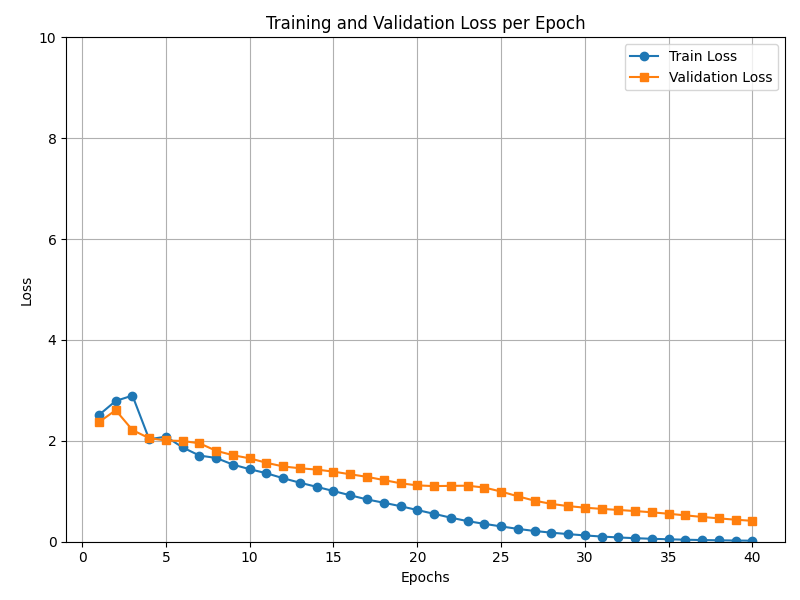 Training and Validation Loss per Epoch
10
8
6
4
2
0
Loss
Train Loss
Validation Loss
0 5 10 15 20 25 30 35 40
Epochs